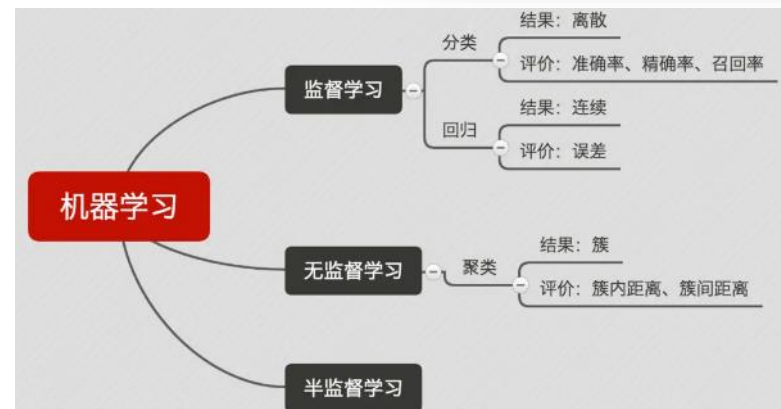 机器学习
监督学习
分类
结果：离散
评价：准确率、精确率、召回率
回归
结果：连续
评价：误差
无监督学习
聚类
结果：簇
评价：簇内距离、簇间距离
半监督学习